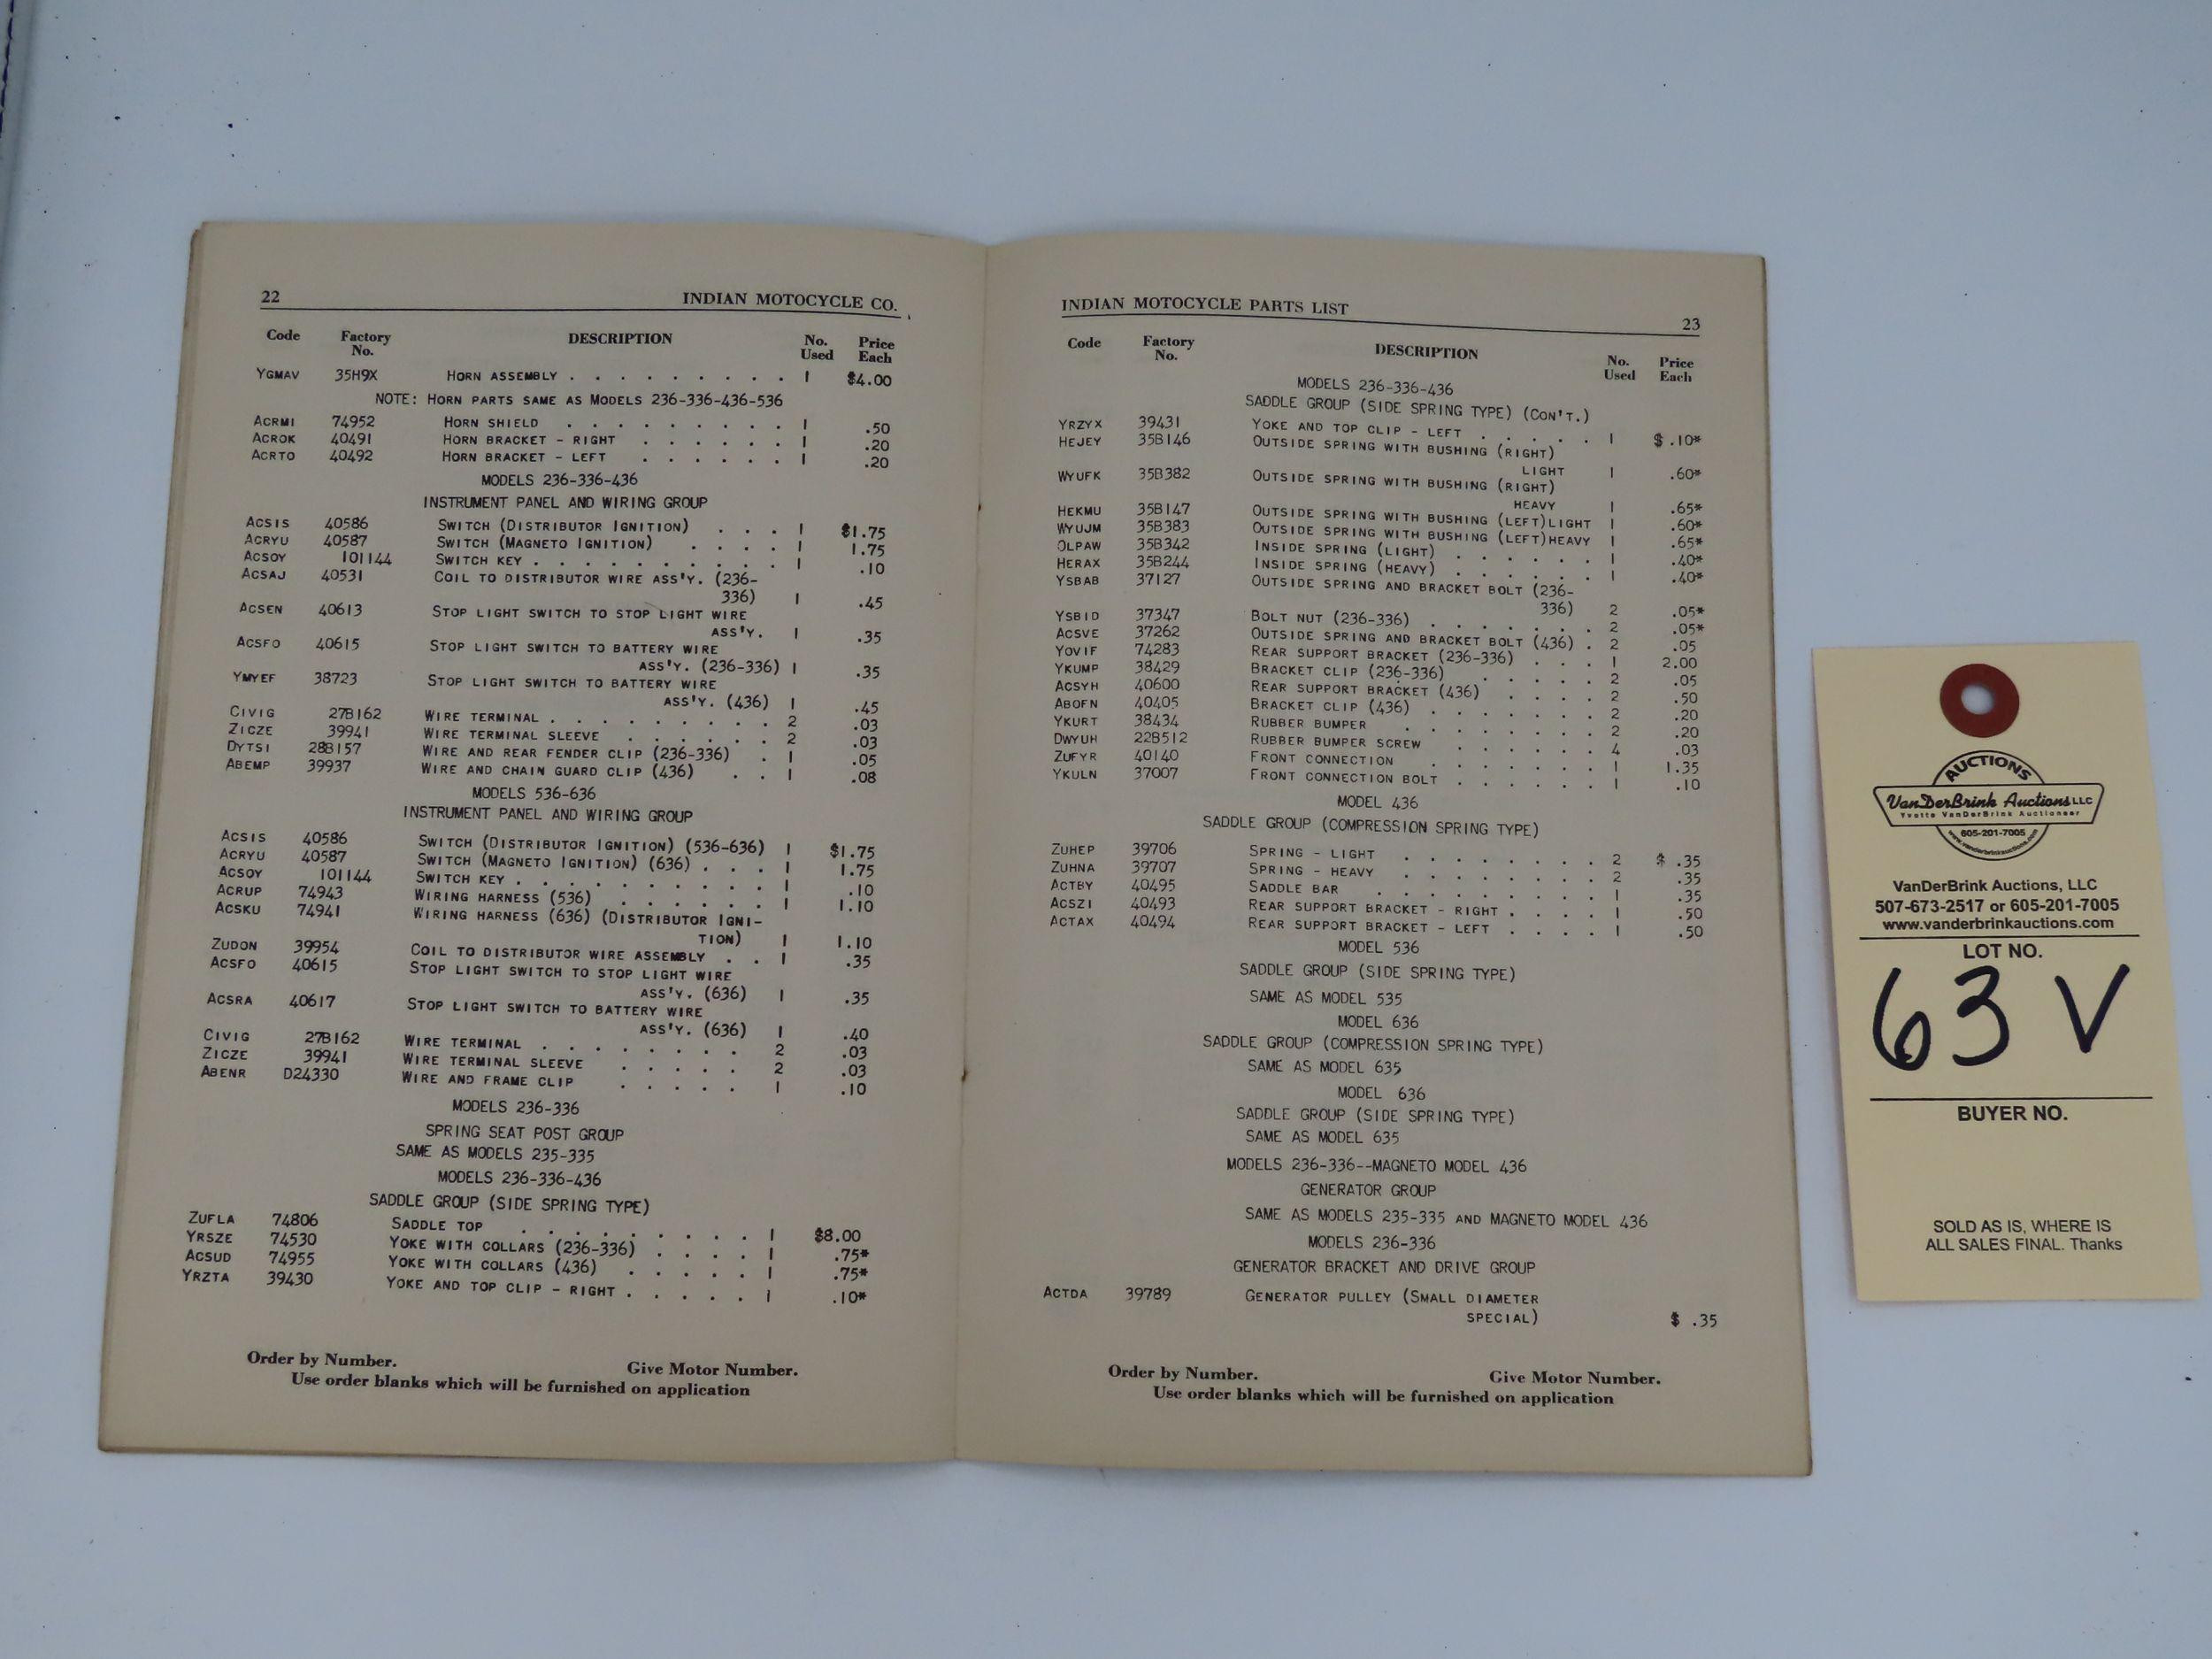 22 INDIAN MOTOCYCLE CO.
Code Factory No. DESCRIPTION No. Used Price Each
YGMAV 35H9X HORN ASSEMBLY . . . . . . . . . . 1 $4.00
NOTE: HORN PARTS SAME AS MODELS 236-336-436-536
ACRMI 74952 HORN SHIELD . . . . . . . . . 1 .50
ACROK 40491 HORN BRACKET - RIGHT . . . . . . 1 .20
ACRTO 40492 HORN BRACKET - LEFT . . . . . . 1 .20
MODELS 236-336-436
INSTRUMENT PANEL AND WIRING GROUP
ACSIS 40586 SWITCH (DISTRIBUTOR IGNITION) . . . 1 $1.75
ACRYU 40587 SWITCH (MAGNETO IGNITION) . . . . 1 1.75
ACSOY 101144 SWITCH KEY . . . . . . . . . . 1 .10
ACSAJ 40531 COIL TO DISTRIBUTOR WIRE ASS'Y. (236-
336) 1 .45
ACSEN 40613 STOP LIGHT SWITCH TO STOP LIGHT WIRE
ASS'Y. 1 .35
ACSFO 40615 STOP LIGHT SWITCH TO BATTERY WIRE
ASS'Y. (236-336) 1 .35
YMYEF 38723 STOP LIGHT SWITCH TO BATTERY WIRE
ASS'Y. (436) 1 .45
CIVIG 27B162 WIRE TERMINAL . . . . . . . . . 2 .03
ZICZE 39941 WIRE TERMINAL SLEEVE . . . . . . 2 .03
DYTSI 28B157 WIRE AND REAR FENDER CLIP (236-336) . 1 .05
ABEMP 39937 WIRE AND CHAIN GUARD CLIP (436) . . 1 .08
MODELS 536-636
INSTRUMENT PANEL AND WIRING GROUP
ACSIS 40586 SWITCH (DISTRIBUTOR IGNITION) (536-636) 1 $1.75
ACRYU 40587 SWITCH (MAGNETO IGNITION) (636) . . . 1 1.75
ACSOY 101144 SWITCH KEY . . . . . . . . . . 1 .10
ACRUP 74943 WIRING HARNESS (536) . . . . . . 1 1.10
ACSKU 74941 WIRING HARNESS (636) (DISTRIBUTOR IGNI-
TION) 1 1.10
ZUDON 39954 COIL TO DISTRIBUTOR WIRE ASSEMBLY . . 1 .35
ACSFO 40615 STOP LIGHT SWITCH TO STOP LIGHT WIRE
ASS'Y. (636) 1 .35
ACSRA 40617 STOP LIGHT SWITCH TO BATTERY WIRE
ASS'Y. (636) 1 .40
CIVIG 27B162 WIRE TERMINAL . . . . . . . . 2 .03
ZICZE 39941 WIRE TERMINAL SLEEVE . . . . . 2 .03
ABENR D24330 WIRE AND FRAME CLIP . . . . . 1 .10
MODELS 236-336
SPRING SEAT POST GROUP
SAME AS MODELS 235-335
MODELS 236-336-436
SADDLE GROUP (SIDE SPRING TYPE)
ZUFLA 74806 SADDLE TOP . . . . . . . . . . 1 $8.00
YRSZE 74530 YOKE WITH COLLARS (236-336) . . . . 1 .75*
ACSUD 74955 YOKE WITH COLLARS (436) . . . . . 1 .75*
YRZTA 39430 YOKE AND TOP CLIP - RIGHT . . . . . 1 .10*
Order by Number. Give Motor Number.
Use order blanks which will be furnished on application
INDIAN MOTOCYCLE PARTS LIST 23
Code Factory No. DESCRIPTION No. Used Price Each
MODELS 236-336-436
SADDLE GROUP (SIDE SPRING TYPE) (CON'T.)
YRZYX 39431 YOKE AND TOP CLIP - LEFT . . . . . 1 $ .10*
HEJEY 35B146 OUTSIDE SPRING WITH BUSHING (RIGHT)
LIGHT 1 .60*
WYUFK 35B382 OUTSIDE SPRING WITH BUSHING (RIGHT)
HEAVY 1 .65*
HEKMU 35B147 OUTSIDE SPRING WITH BUSHING (LEFT)LIGHT 1 .60*
WYUJM 35B383 OUTSIDE SPRING WITH BUSHING (LEFT)HEAVY 1 .65*
OLPAW 35B342 INSIDE SPRING (LIGHT) . . . . . . 1 .40*
HERAX 35B244 INSIDE SPRING (HEAVY) . . . . . . 1 .40*
YSBAB 37127 OUTSIDE SPRING AND BRACKET BOLT (236-
336) 2 .05*
YSBID 37347 BOLT NUT (236-336) . . . . . . . 2 .05*
ACSVE 37262 OUTSIDE SPRING AND BRACKET BOLT (436) . 2 .05
YOVIF 74283 REAR SUPPORT BRACKET (236-336) . . . 1 2.00
YKUMP 38429 BRACKET CLIP (236-336) . . . . . 2 .05
ACSYH 40600 REAR SUPPORT BRACKET (436) . . . . 2 .50
ABOFN 40405 BRACKET CLIP (436) . . . . . . . 2 .20
YKURT 38434 RUBBER BUMPER . . . . . . . . 2 .20
DWYUH 22B512 RUBBER BUMPER SCREW . . . . . . 4 .03
ZUFYR 40140 FRONT CONNECTION . . . . . . . 1 1.35
YKULN 37007 FRONT CONNECTION BOLT . . . . . . 1 .10
MODEL 436
SADDLE GROUP (COMPRESSION SPRING TYPE)
ZUHEP 39706 SPRING - LIGHT . . . . . . . . 2 $ .35
ZUHNA 39707 SPRING - HEAVY . . . . . . . . 2 .35
ACTBY 40495 SADDLE BAR . . . . . . . . . 1 .35
ACSZI 40493 REAR SUPPORT BRACKET - RIGHT . . . . 1 .50
ACTAX 40494 REAR SUPPORT BRACKET - LEFT . . . . 1 .50
MODEL 536
SADDLE GROUP (SIDE SPRING TYPE)
SAME AS MODEL 535
MODEL 636
SADDLE GROUP (COMPRESSION SPRING TYPE)
SAME AS MODEL 635
MODEL 636
SADDLE GROUP (SIDE SPRING TYPE)
SAME AS MODEL 635
MODELS 236-336--MAGNETO MODEL 436
GENERATOR GROUP
SAME AS MODELS 235-335 AND MAGNETO MODEL 436
MODELS 236-336
GENERATOR BRACKET AND DRIVE GROUP
ACTDA 39789 GENERATOR PULLEY (SMALL DIAMETER
SPECIAL) $ .35
Order by Number. Give Motor Number.
Use order blanks which will be furnished on application
AUCTIONS
VanDerBrink Auctions LLC
Yvette VanDerBrink Auctioneer
605-201-7005
www.vanderbrinkauctions.com
VanDerBrink Auctions, LLC
507-673-2517 or 605-201-7005
www.vanderbrinkauctions.com
LOT NO.
63 V
BUYER NO.
SOLD AS IS, WHERE IS
ALL SALES FINAL. Thanks